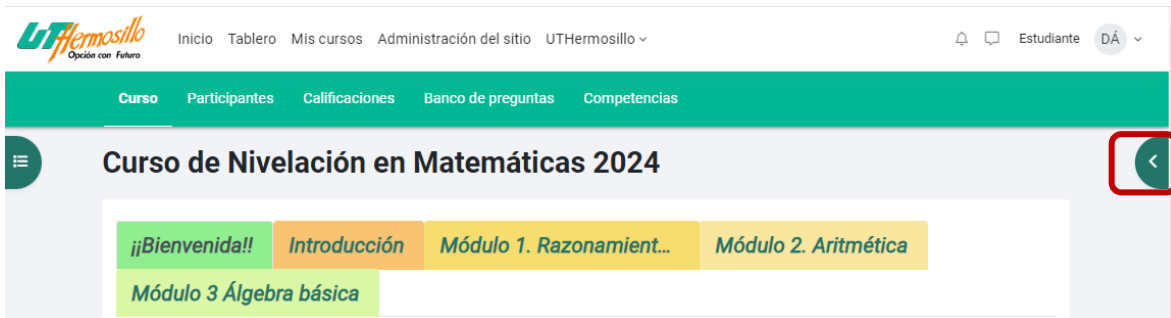 UTHermosillo
Opción con Futuro
Inicio Tablero Mis cursos Administración del sitio UTHermosillo
Estudiante DÁ
Curso Participantes Calificaciones Banco de preguntas Competencias
Curso de Nivelación en Matemáticas 2024
¡¡Bienvenida!! Introducción Módulo 1. Razonamient... Módulo 2. Aritmética
Módulo 3 Álgebra básica